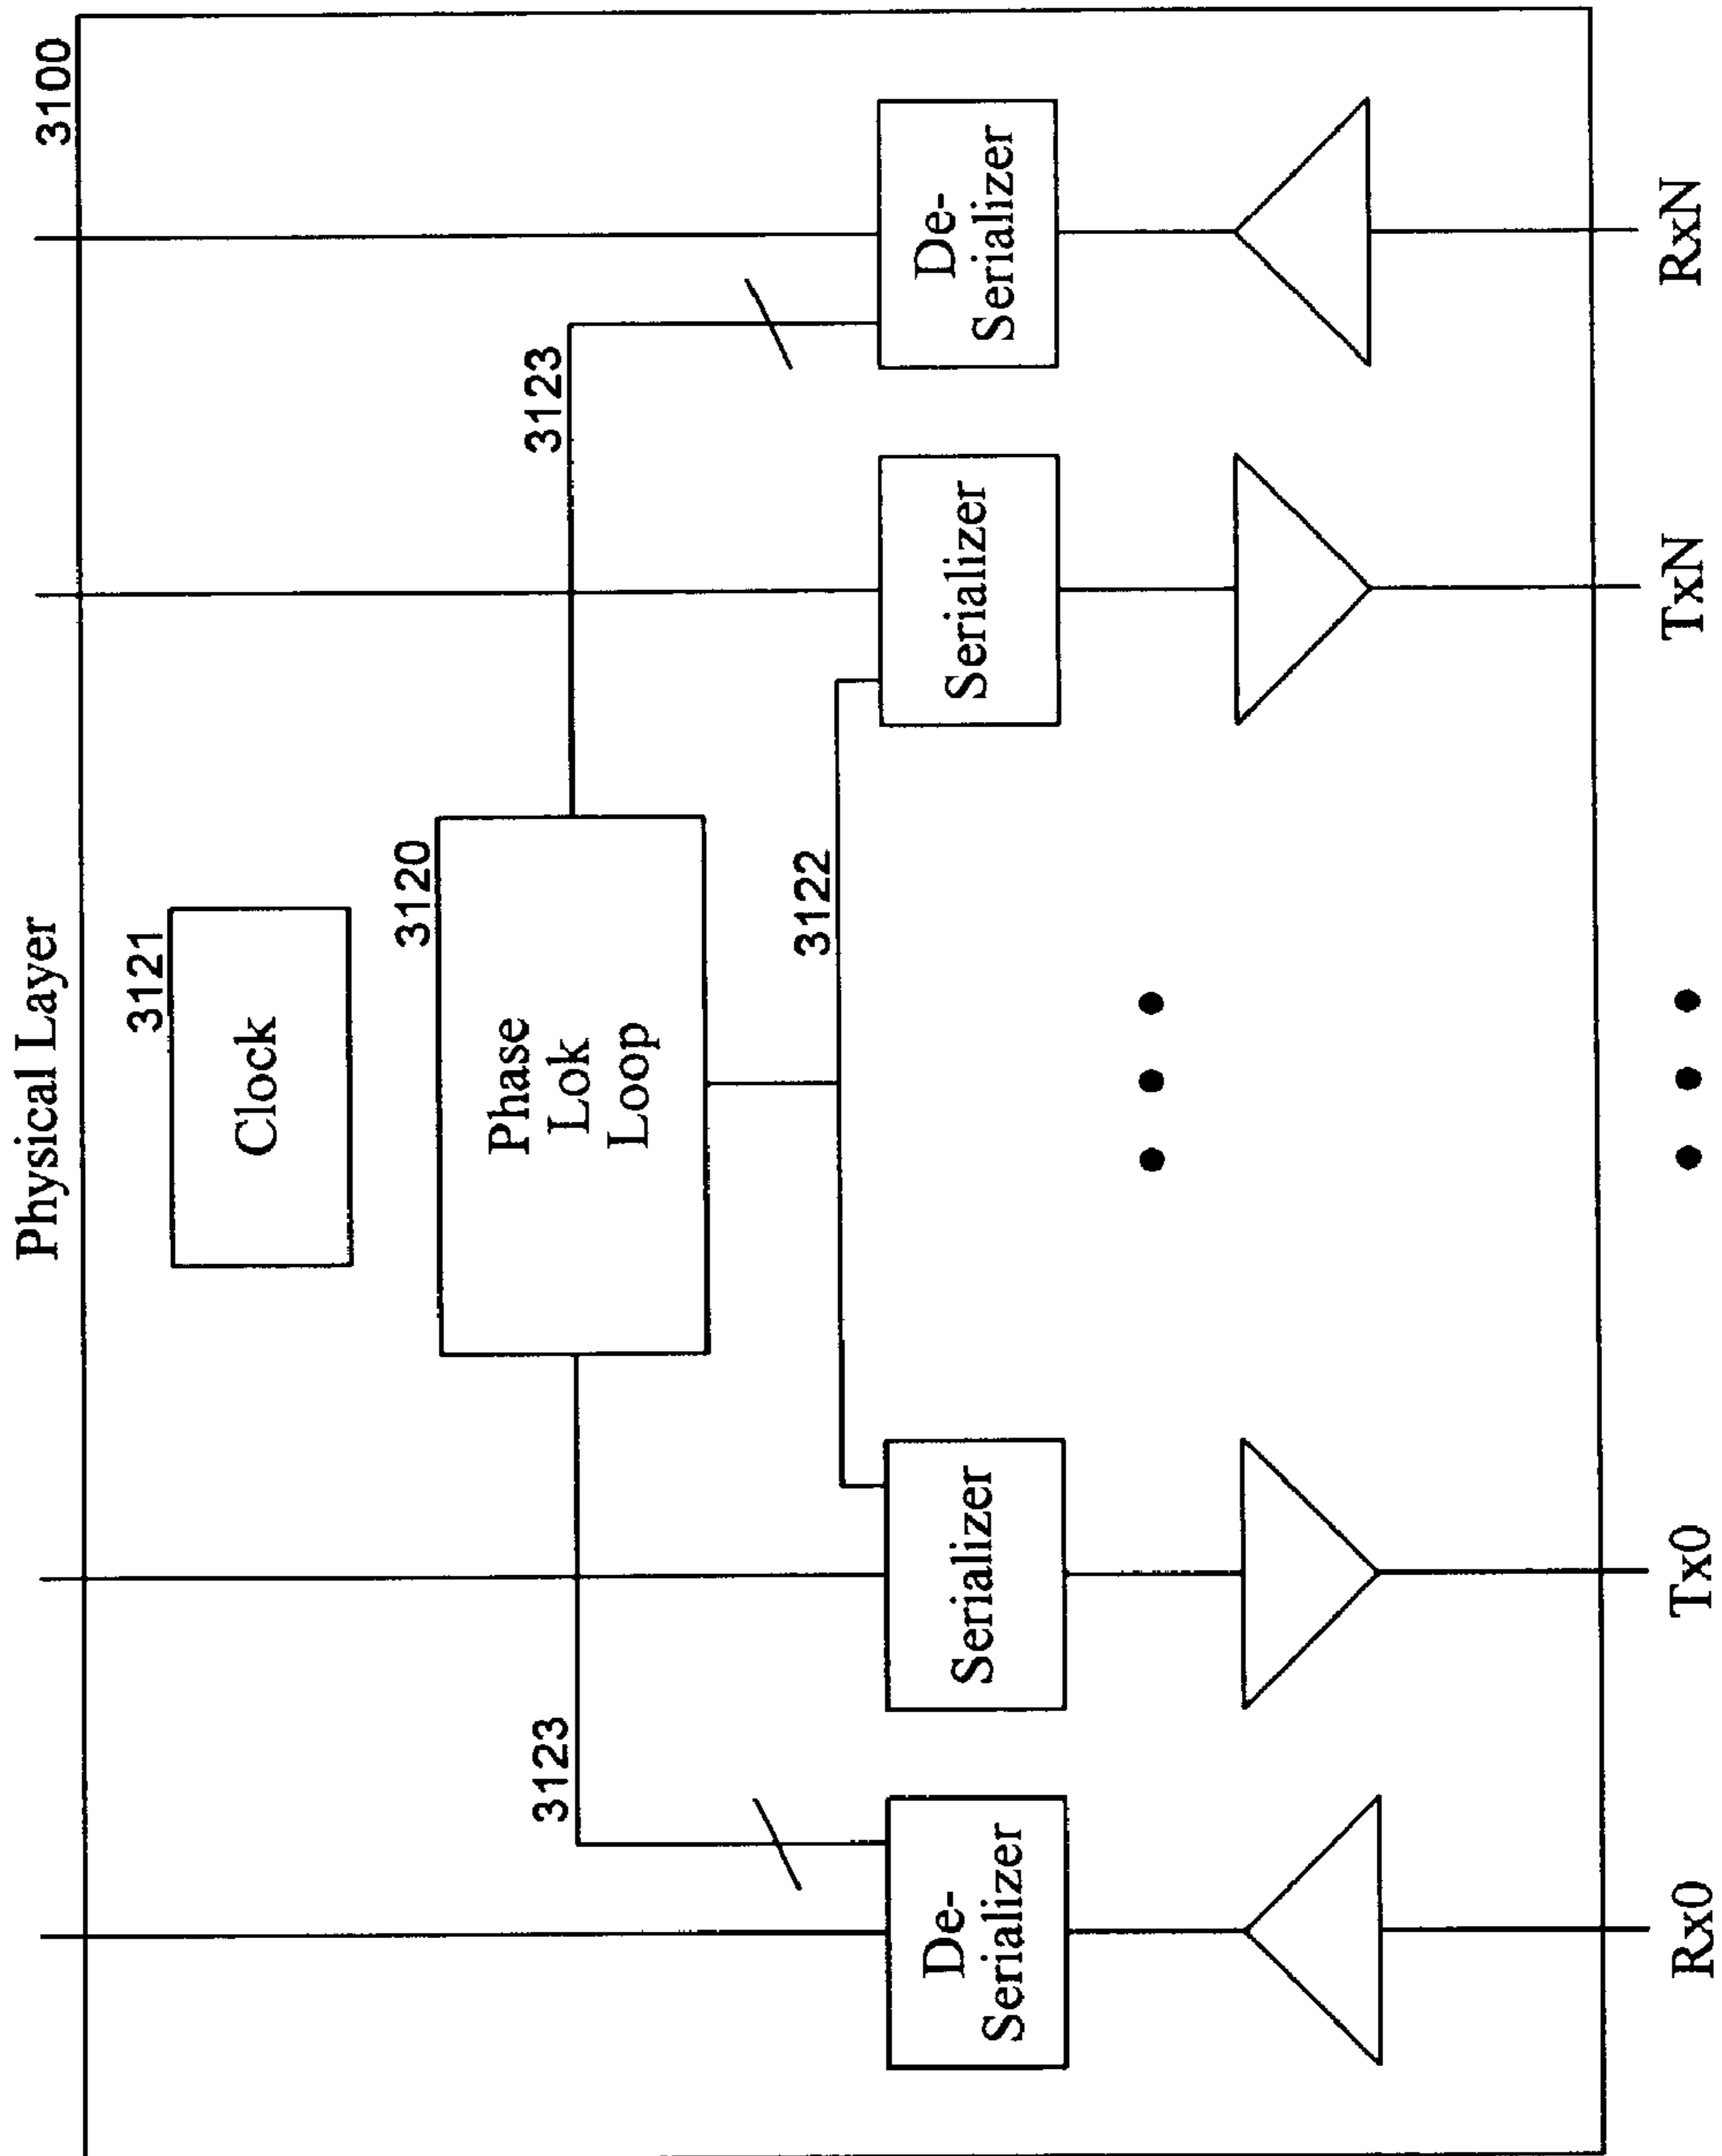 Physical Layer
3100
3121
Clock
3120
Phase
Lok
Loop
3123
3123
3122
De-
Serializer
Serializer
Serializer
De-
Serializer
Rx0
Tx0
TxN
RxN